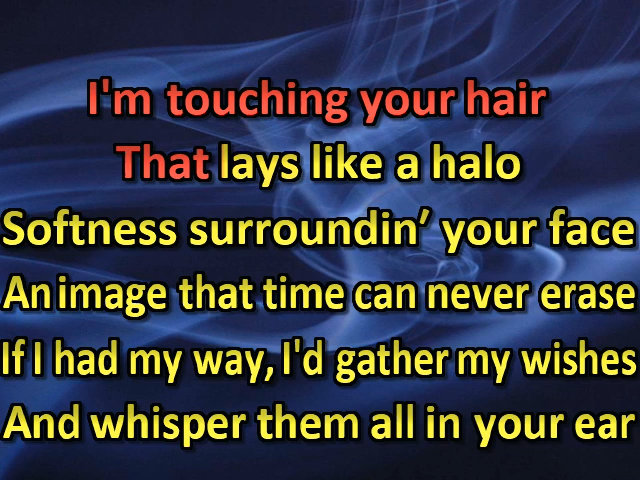 I'm touching your hair
That lays like a halo
Softness surroundin’ your face
An image that time can never erase
If I had my way, I'd gather my wishes
And whisper them all in your ear